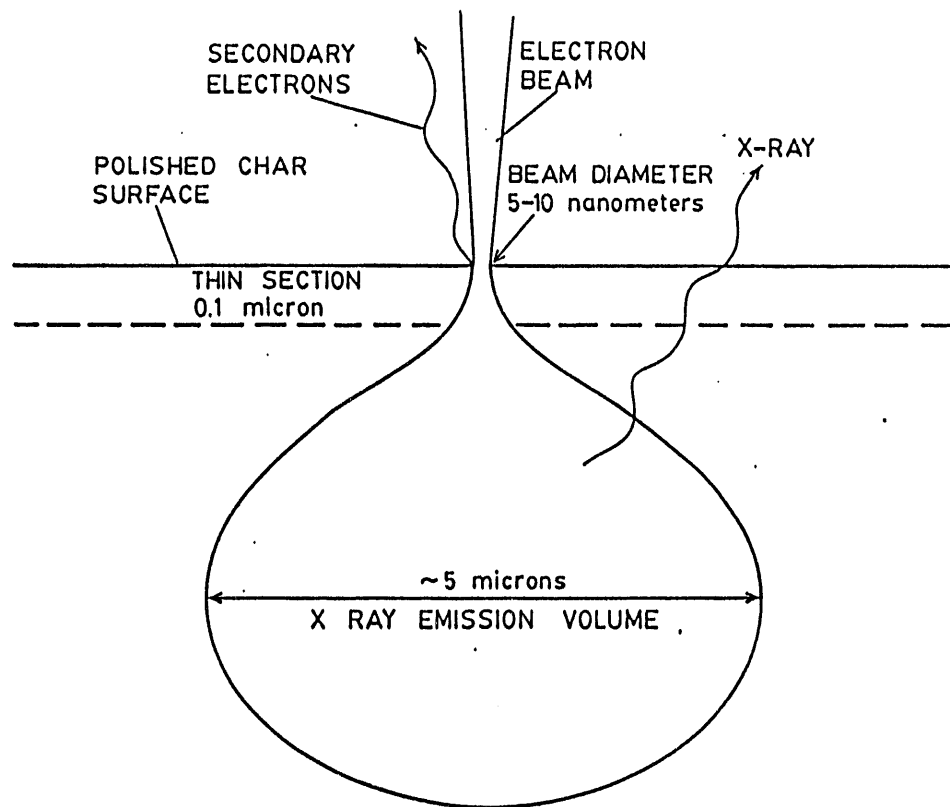 SECONDARY
ELECTRONS
ELECTRON
BEAM
X-RAY
POLISHED CHAR
SURFACE
BEAM DIAMETER
5-10 nanometers
THIN SECTION
0.1 micron
~5 microns
X RAY EMISSION VOLUME